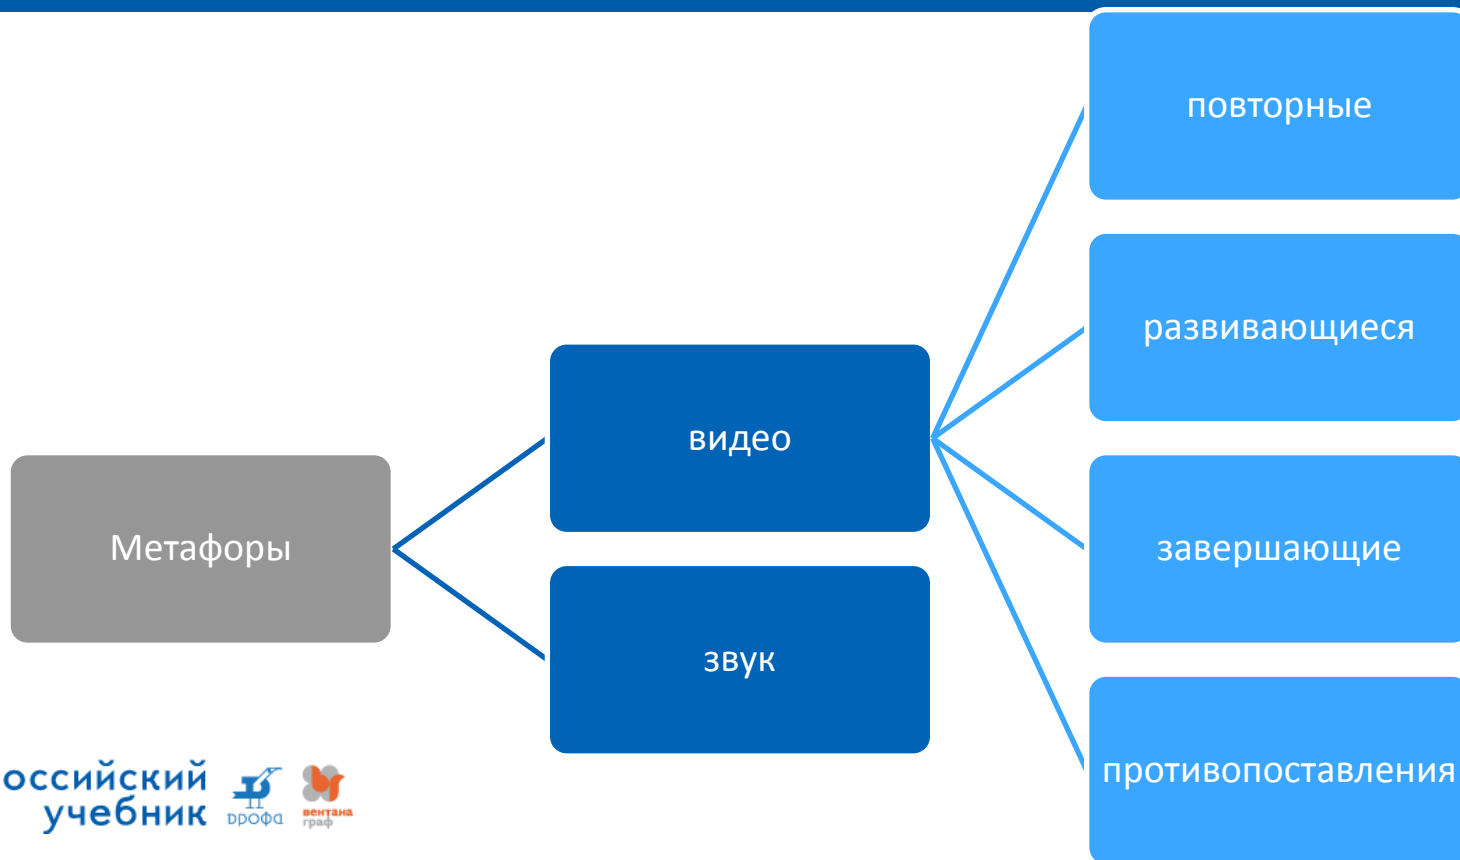 повторные
развивающиеся
видео
завершающие
Метафоры
звук
противопоставления
оссийский
учебник
дрофа
вентана
граф